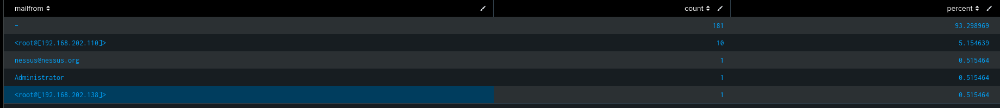 mailfrom count percent
- 181 93.298969
<root@[192.168.202.110]> 10 5.154639
nessus@nessus.org 1 0.515464
Administrator 1 0.515464
<root@[192.168.202.138]> 1 0.515464